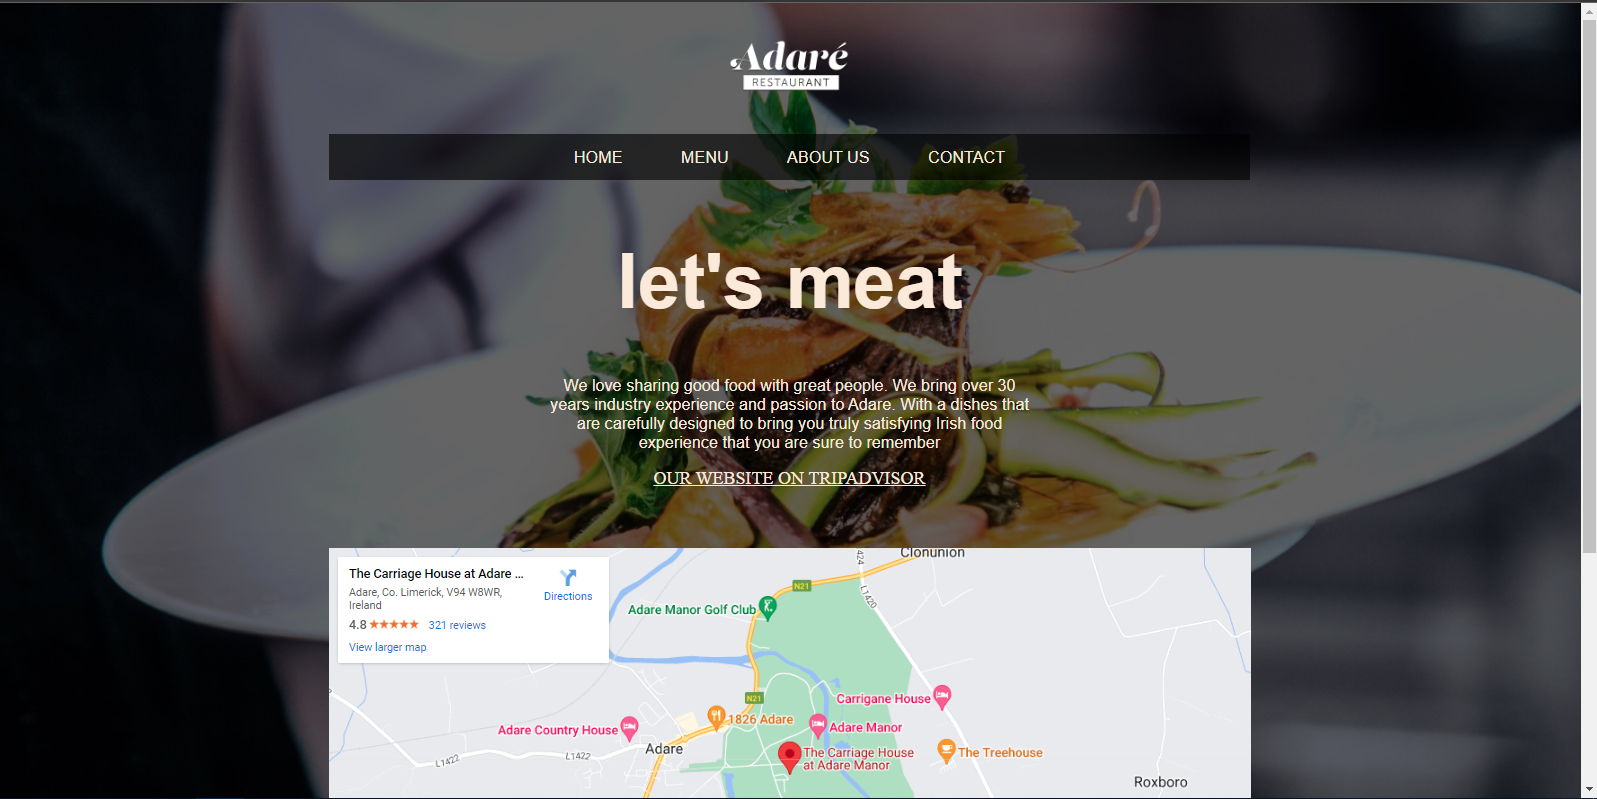 Adaré
RESTAURANT
HOME MENU ABOUT US CONTACT
let's meat
We love sharing good food with great people. We bring over 30
years industry experience and passion to Adare. With a dishes that
are carefully designed to bring you truly satisfying Irish food
experience that you are sure to remember
OUR WEBSITE ON TRIPADVISOR
The Carriage House at Adare ...
Adare, Co. Limerick, V94 W8WR,
Ireland
4.8 321 reviews
View larger map
Directions
Clonunion
424
N21
L1420
Adare Manor Golf Club
N21
Carrigane House
1826 Adare
Adare Manor
Adare Country House
Adare
The Carriage House
at Adare Manor
The Treehouse
L1422
L1422
Roxboro